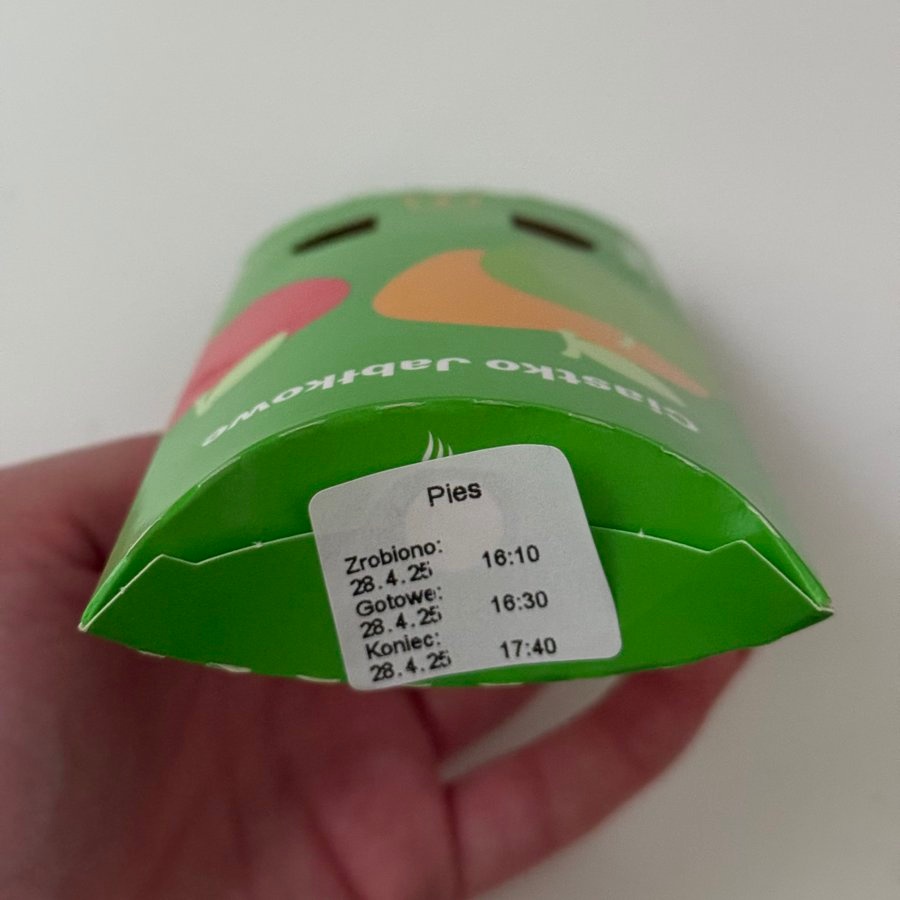 Ciastko Jabłkowe
Pies
Zrobiono:
28.4.25 16:10
Gotowe:
28.4.25 16:30
Koniec:
28.4.25 17:40